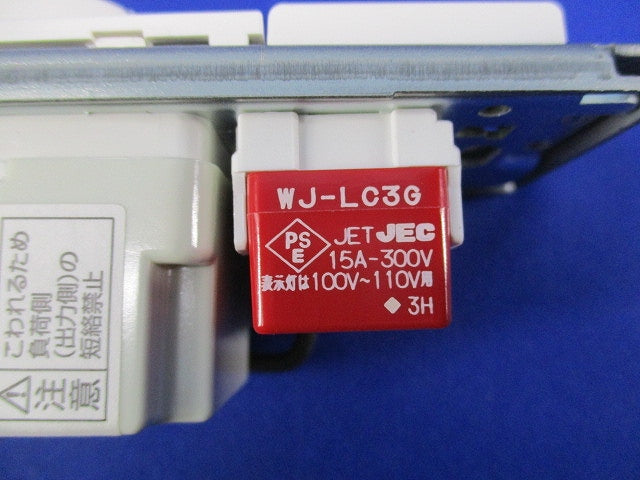 WJ-LC3G
PS
E
JET JEC
15A-300V
表示灯は100V~110V用
◆3H
こわれるため
負荷側
(出力側)の
短絡禁止
注意